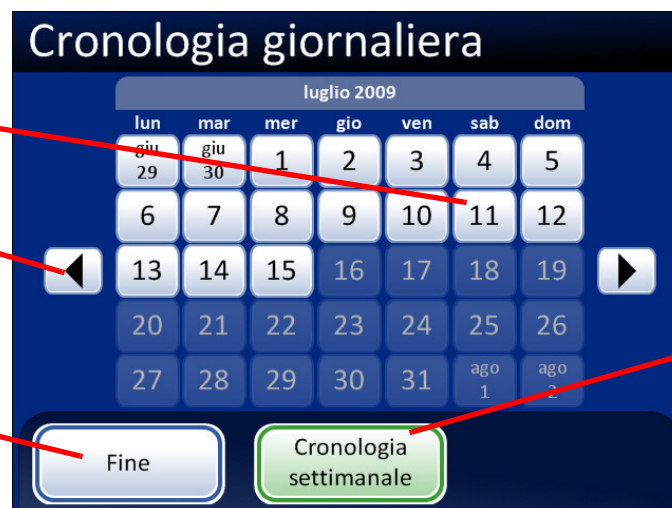 Cronologia giornaliera
luglio 2009
lun mar mer gio ven sab dom
giu 29 giu 30 1 2 3 4 5
6 7 8 9 10 11 12
13 14 15 16 17 18 19
20 21 22 23 24 25 26
27 28 29 30 31 ago 1 ago 2
Fine
Cronologia
settimanale